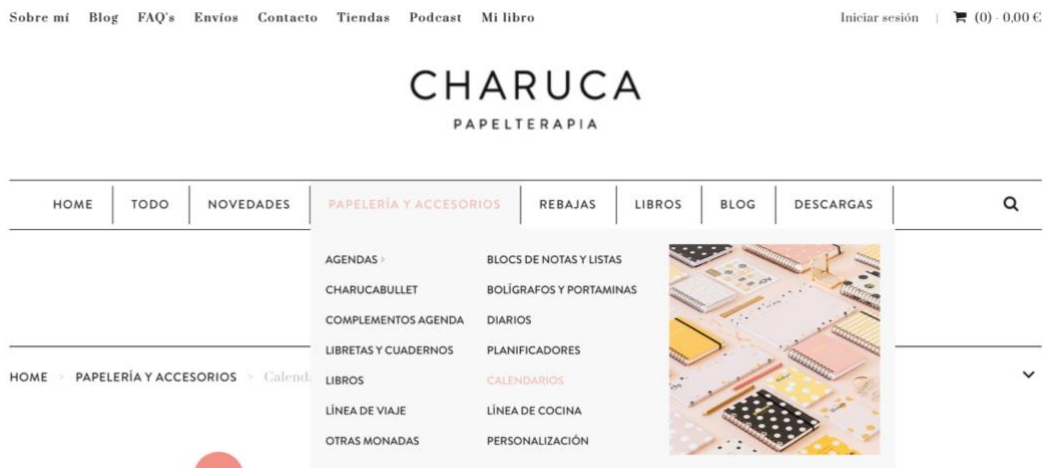 Sobre mí Blog FAQ's Envíos Contacto Tiendas Podcast Mi libro Iniciar sesión | (0) - 0,00 €
CHARUCA
PAPELTERAPIA
HOME TODO NOVEDADES PAPELERÍA Y ACCESORIOS REBAJAS LIBROS BLOG DESCARGAS
AGENDAS > BLOCS DE NOTAS Y LISTAS
CHARUCABULLET BOLÍGRAFOS Y PORTAMINAS
COMPLEMENTOS AGENDA DIARIOS
LIBRETAS Y CUADERNOS PLANIFICADORES
HOME > PAPELERÍA Y ACCESORIOS > Calend
LIBROS CALENDARIOS
LÍNEA DE VIAJE LÍNEA DE COCINA
OTRAS MONADAS PERSONALIZACIÓN